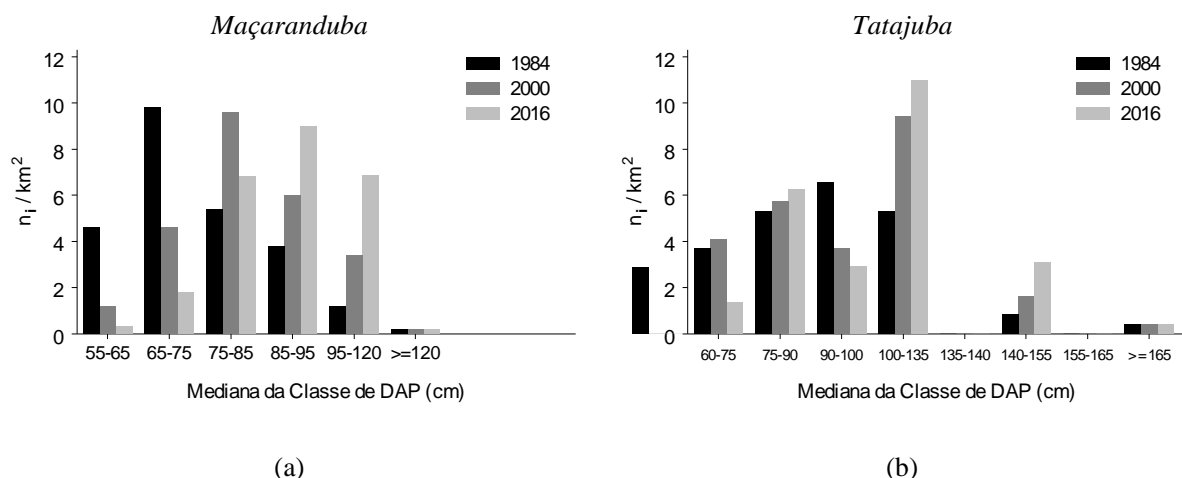 Maçaranduba
12
10
8
6
4
2
0
n_i / km²
1984
2000
2016
55-65 65-75 75-85 85-95 95-120 >=120
Mediana da Classe de DAP (cm)
(a)
Tatajuba
12
10
8
6
4
2
0
n_i / km²
1984
2000
2016
60-75 75-90 90-100 100-135 135-140 140-155 155-165 >=165
Mediana da Classe de DAP (cm)
(b)